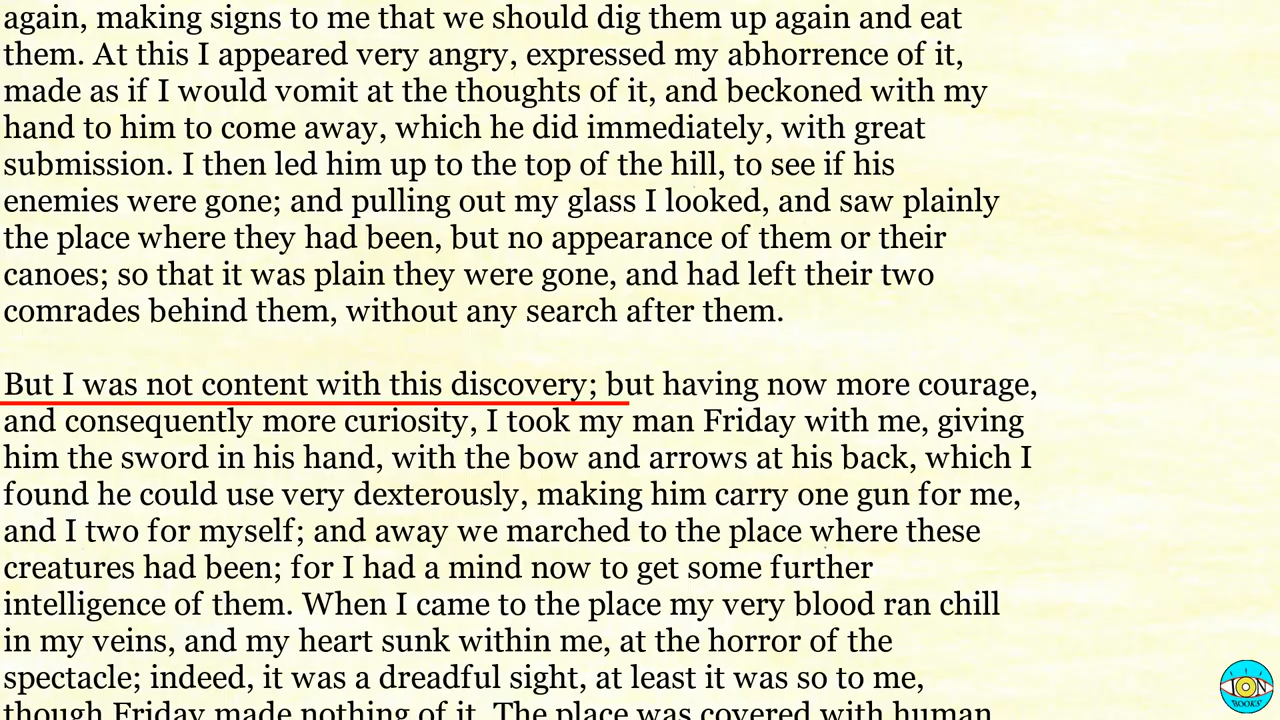 again, making signs to me that we should dig them up again and eat
them. At this I appeared very angry, expressed my abhorrence of it,
made as if I would vomit at the thoughts of it, and beckoned with my
hand to him to come away, which he did immediately, with great
submission. I then led him up to the top of the hill, to see if his
enemies were gone; and pulling out my glass I looked, and saw plainly
the place where they had been, but no appearance of them or their
canoes; so that it was plain they were gone, and had left their two
comrades behind them, without any search after them.
But I was not content with this discovery; but having now more courage,
and consequently more curiosity, I took my man Friday with me, giving
him the sword in his hand, with the bow and arrows at his back, which I
found he could use very dexterously, making him carry one gun for me,
and I two for myself; and away we marched to the place where these
creatures had been; for I had a mind now to get some further
intelligence of them. When I came to the place my very blood ran chill
in my veins, and my heart sunk within me, at the horror of the
spectacle; indeed, it was a dreadful sight, at least it was so to me,
though Friday made nothing of it. The place was covered with human
ION
BOOKS